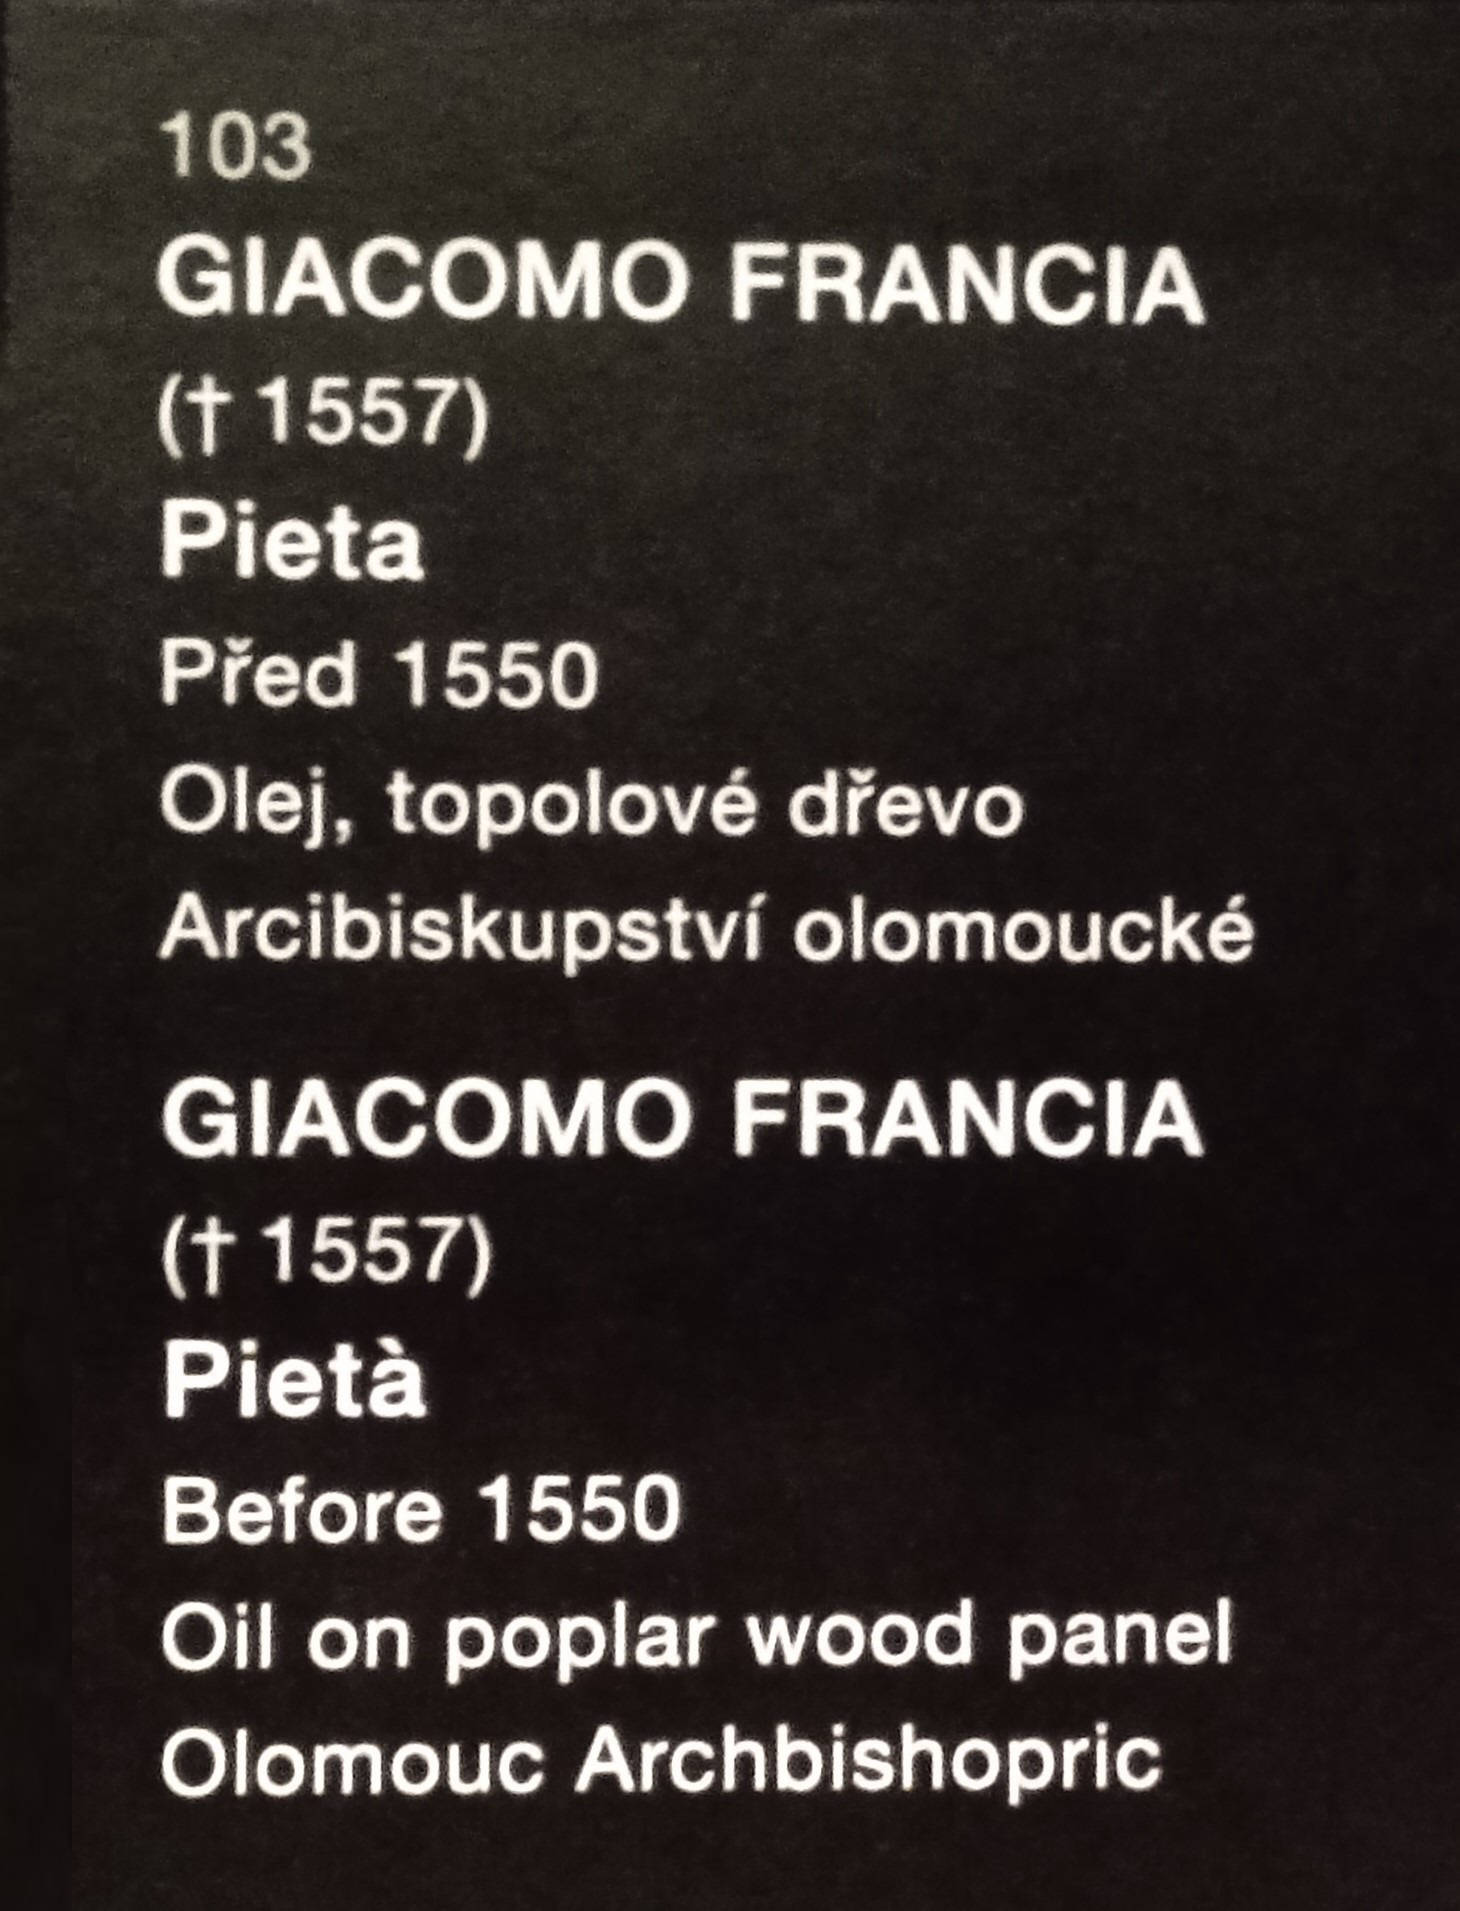 103
GIACOMO FRANCIA
(† 1557)
Pieta
Před 1550
Olej, topolové dřevo
Arcibiskupství olomoucké
GIACOMO FRANCIA
(† 1557)
Pietà
Before 1550
Oil on poplar wood panel
Olomouc Archbishopric